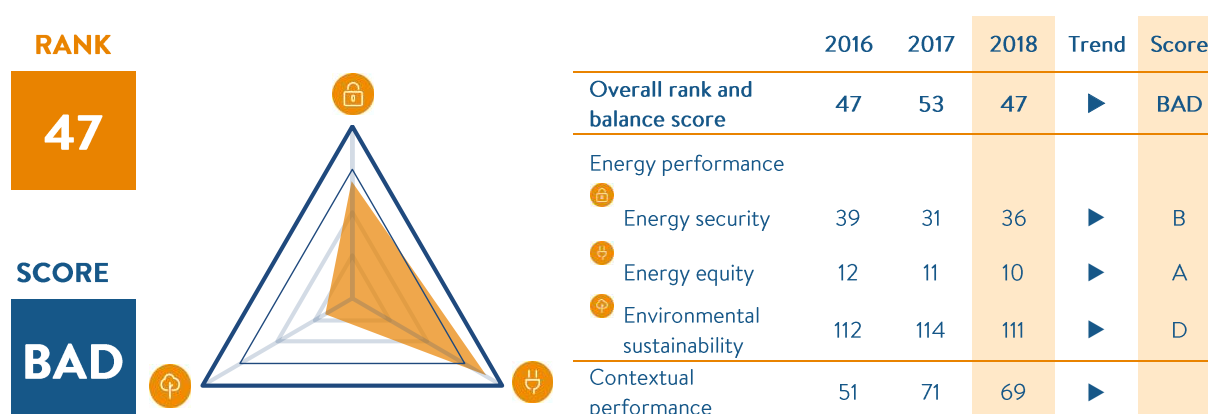 RANK
47
SCORE
BAD
2016 2017 2018 Trend Score
Overall rank and
balance score 47 53 47 BAD
Energy performance
Energy security 39 31 36 B
Energy equity 12 11 10 A
Environmental
sustainability 112 114 111 D
Contextual
performance 51 71 69